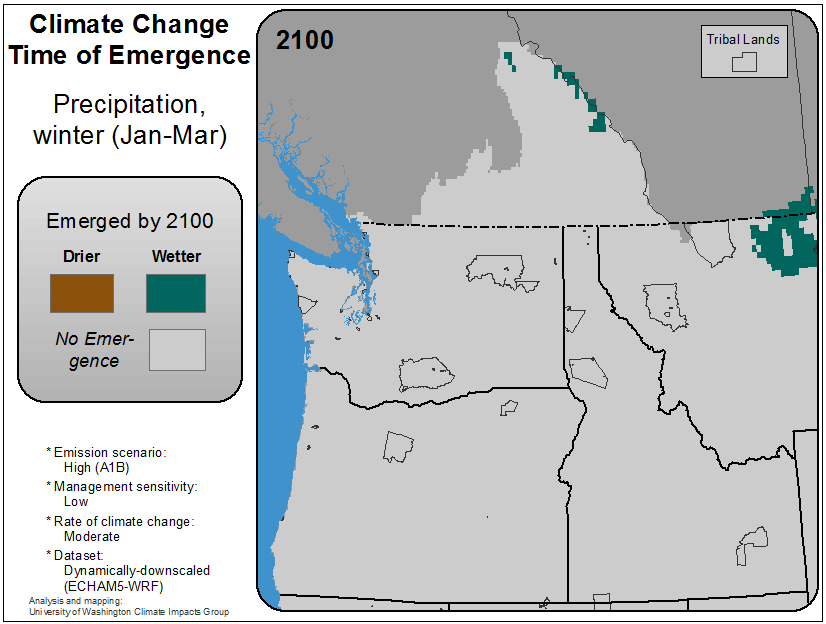 Climate Change
Time of Emergence
Precipitation,
winter (Jan-Mar)
Emerged by 2100
Drier Wetter
No Emer-
gence
* Emission scenario:
High (A1B)
* Management sensitivity:
Low
* Rate of climate change:
Moderate
* Dataset:
Dynamically-downscaled
(ECHAM5-WRF)
Analysis and mapping:
University of Washington Climate Impacts Group
2100
Tribal Lands